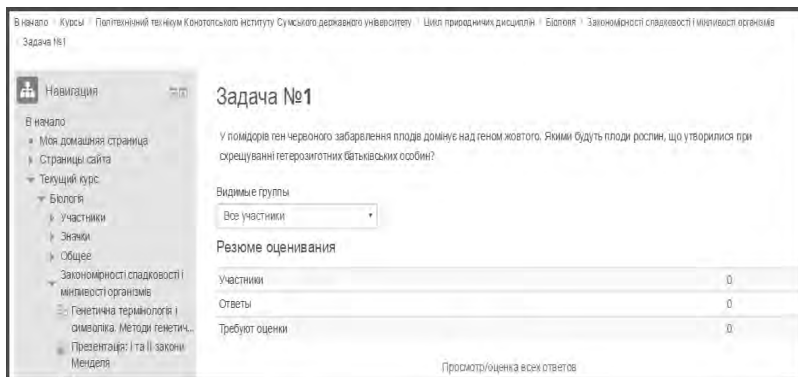 В начало Курсы Политехнічний технікум Конотопського інституту Сумського державного університету Цикл природничих дисциплін Біологія Закономірності спадковості і мінливості організмів
Задача №1
Навигация
В начало
Моя домашняя страница
Страницы сайта
Текущий курс
Біологія
Участники
Значки
Общее
Закономірності спадковості і
мінливості організмів
Генетична термінологія і
символіка. Методи генетич...
Презентація: І та ІІ закони
Менделя
Задача №1
У помідорів ген червоного забарвлення плодів домінує над геном жовтого. Якими будуть плоди рослин, що утворилися при
схрещуванні гетерозиготних батьківських особин?
Видимые группы
Все участники
Резюме оценивания
Участники 0
Ответы 0
Требуют оценки 0
Просмотр/оценка всех ответов